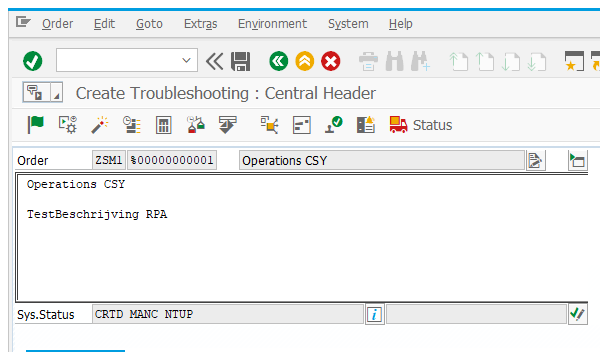 Order Edit Goto Extras Environment System Help
Create Troubleshooting : Central Header
Status
Order ZSM1 %00000000001 Operations CSY
Operations CSY
TestBeschrijving RPA
Sys.Status CRTD MANC NTUP